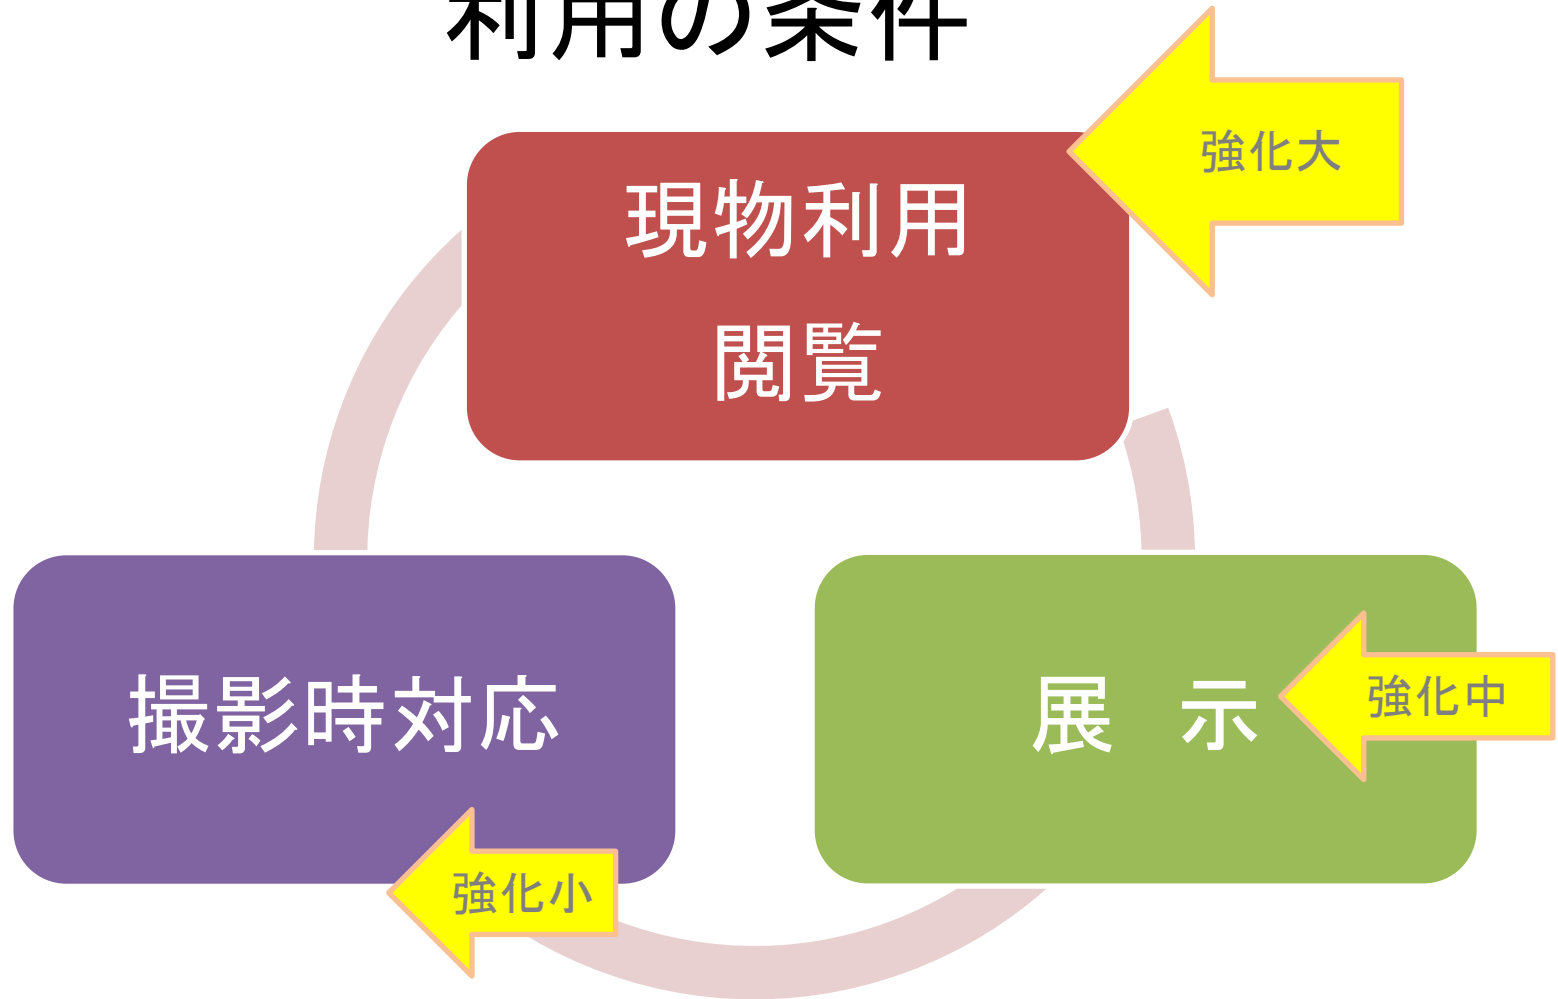 利用の条件
強化大
現物利用
閲覧
撮影時対応
展　示
強化中
強化小